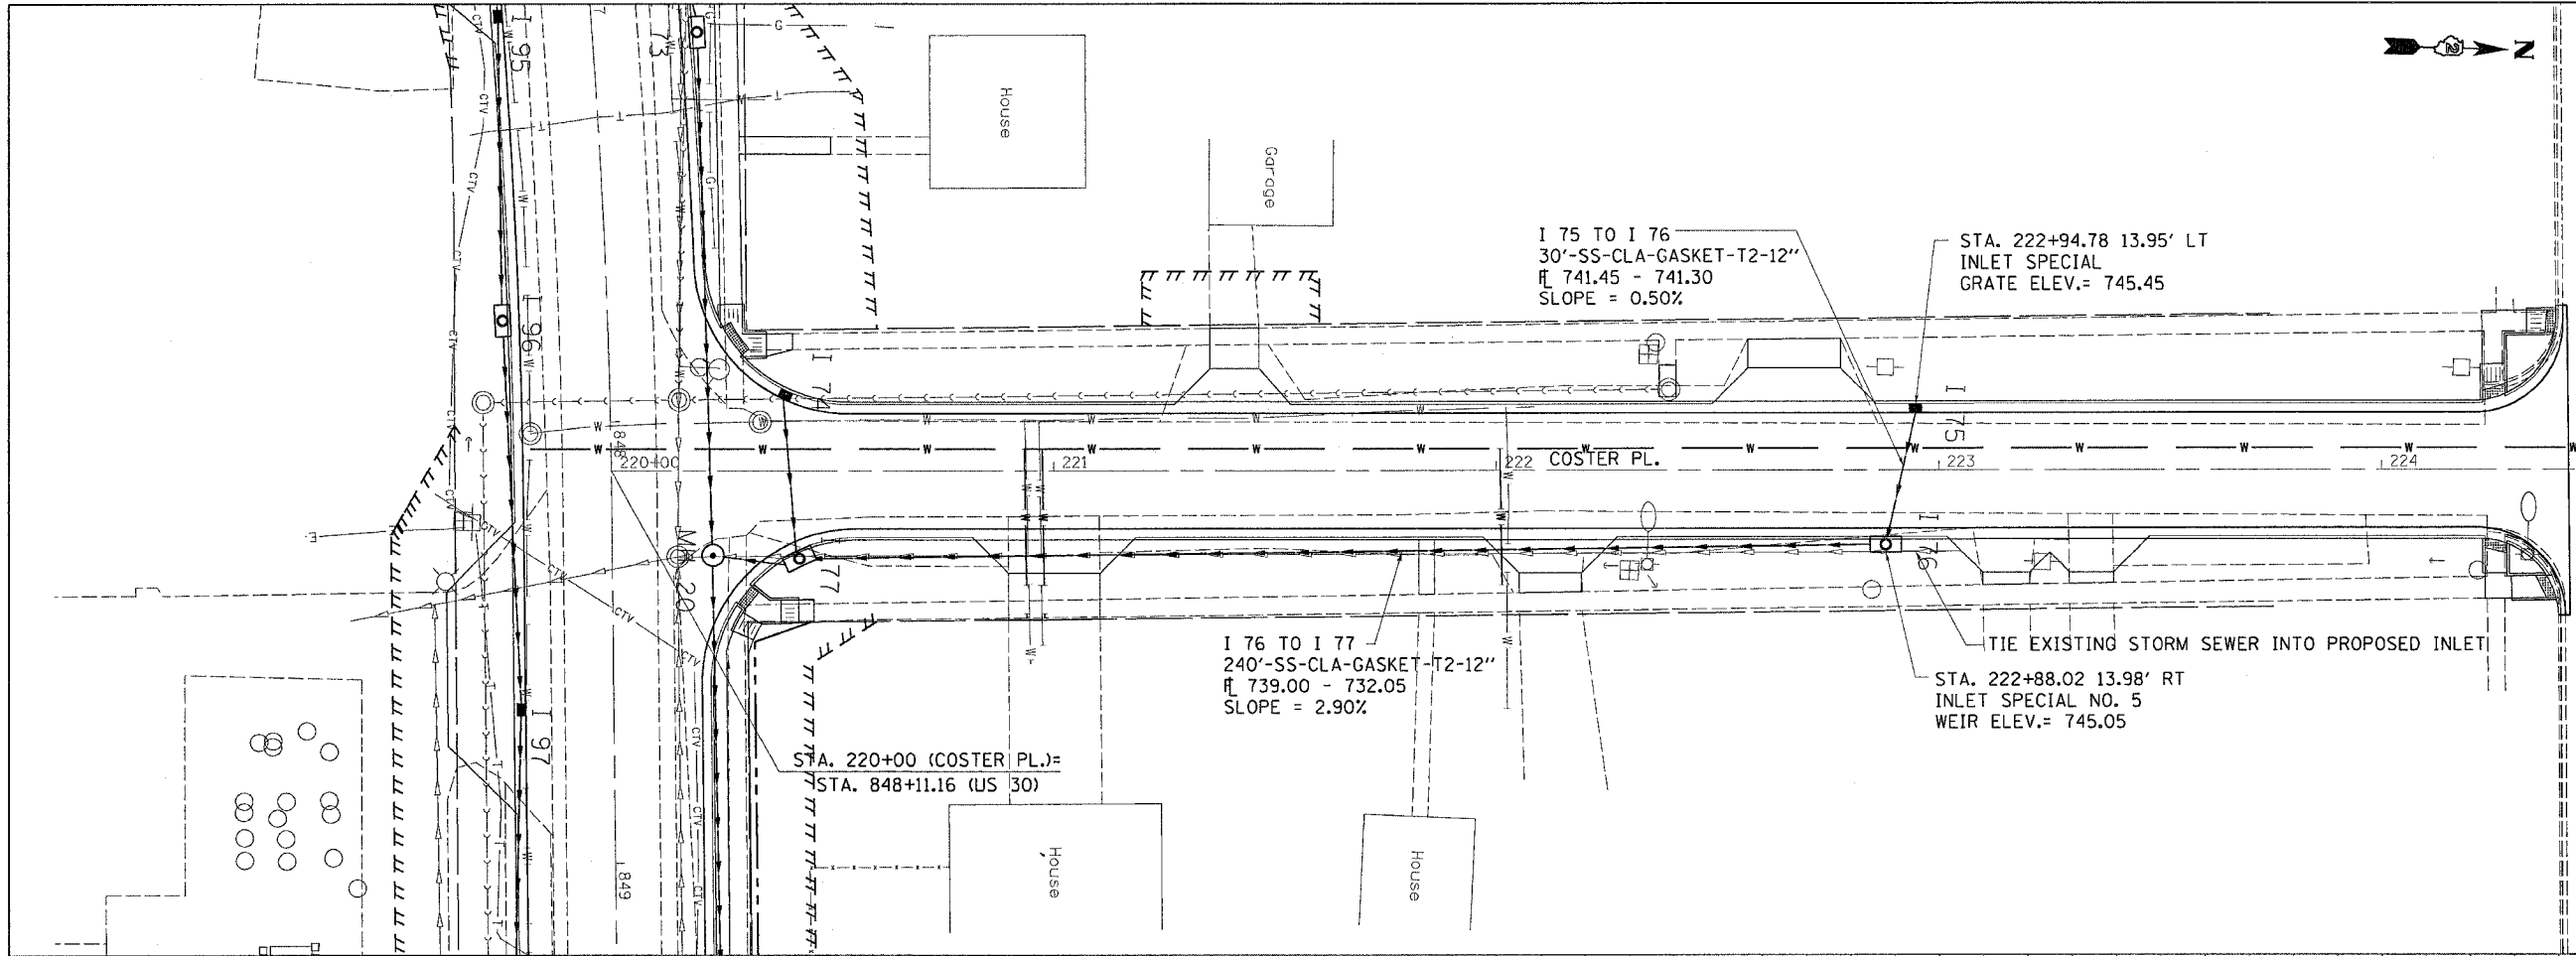 I 95
73
G
N
House
Garage
I 75 TO I 76
30'-SS-CLA-GASKET-T2-12"
FL 741.45 - 741.30
SLOPE = 0.50%
STA. 222+94.78 13.95' LT
INLET SPECIAL
GRATE ELEV.= 745.45
I 96
I 75
848
220+00
221
222
COSTER PL.
223
224
I 76
I 77
MH 20
CTV
I 76 TO I 77
240'-SS-CLA-GASKET-T2-12"
FL 739.00 - 732.05
SLOPE = 2.90%
TIE EXISTING STORM SEWER INTO PROPOSED INLET
STA. 222+88.02 13.98' RT
INLET SPECIAL NO. 5
WEIR ELEV.= 745.05
I 97
STA. 220+00 (COSTER PL.)=
STA. 848+11.16 (US 30)
849
House
House